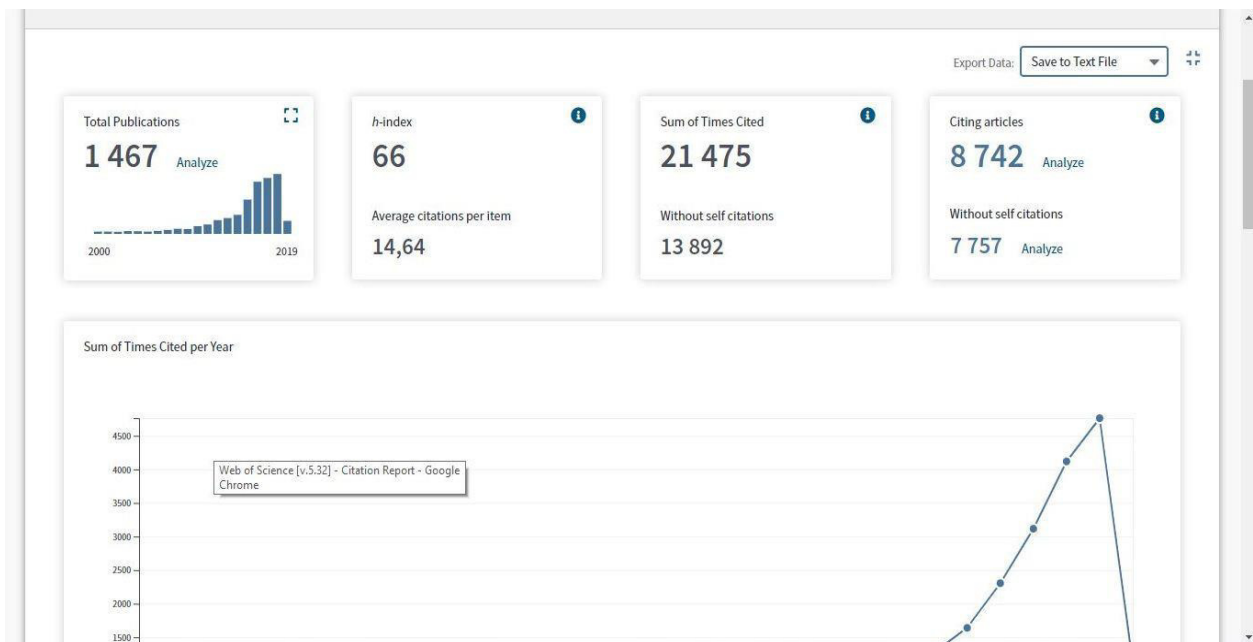 Export Data: Save to Text File
Total Publications
1 467 Analyze
2000 2019
h-index
66
Average citations per item
14,64
Sum of Times Cited
21 475
Without self citations
13 892
Citing articles
8 742 Analyze
Without self citations
7 757 Analyze
Sum of Times Cited per Year
4500
4000
3500
3000
2500
2000
1500
Web of Science [v.5.32] - Citation Report - Google
Chrome